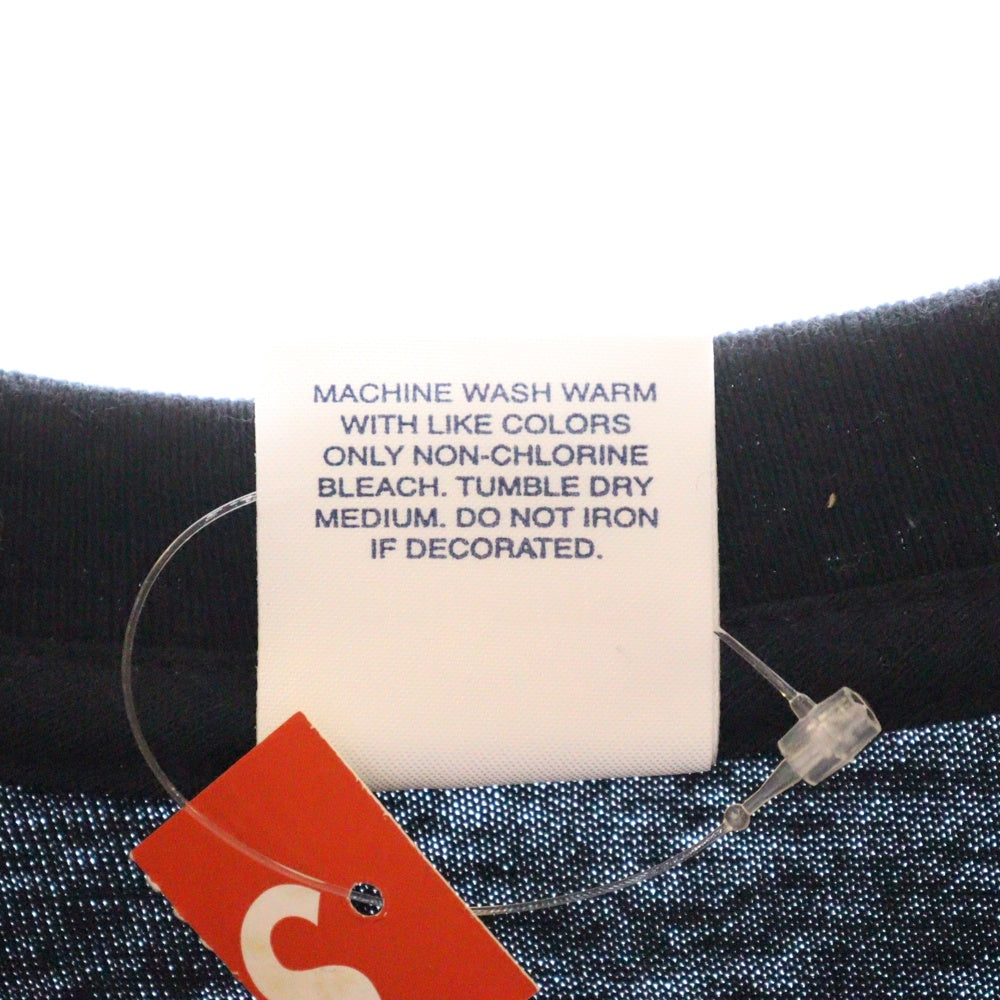 MACHINE WASH WARM
WITH LIKE COLORS
ONLY NON-CHLORINE
BLEACH. TUMBLE DRY
MEDIUM. DO NOT IRON
IF DECORATED.
S